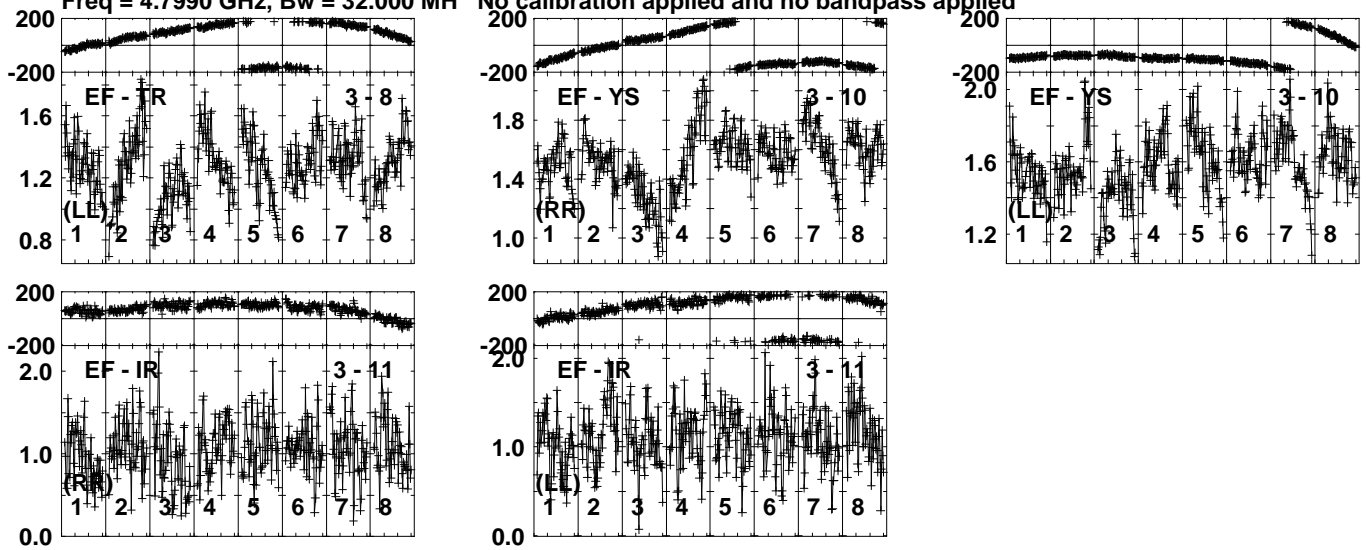 Freq = 4.7990 GHz, Bw = 32.000 MH No calibration applied and no bandpass applied
200 200
-200 -200 -200
EF - TR 3 - 8 EF - YS 3 - 10 EF - YS 3 - 10
1.6 1.8 2.0
1.2 1.4 1.6
0.8 1.0 1.2
(LL) (RR) (LL)
1 2 3 4 5 6 7 8 1 2 3 4 5 6 7 8 1 2 3 4 5 6 7 8
200 200
-200 -200
EF - IR 3 - 11 EF - IR 3 - 11
2.0 2.0
1.0 1.0
0.0 0.0
(RR) (LL)
1 2 3 4 5 6 7 8 1 2 3 4 5 6 7 8